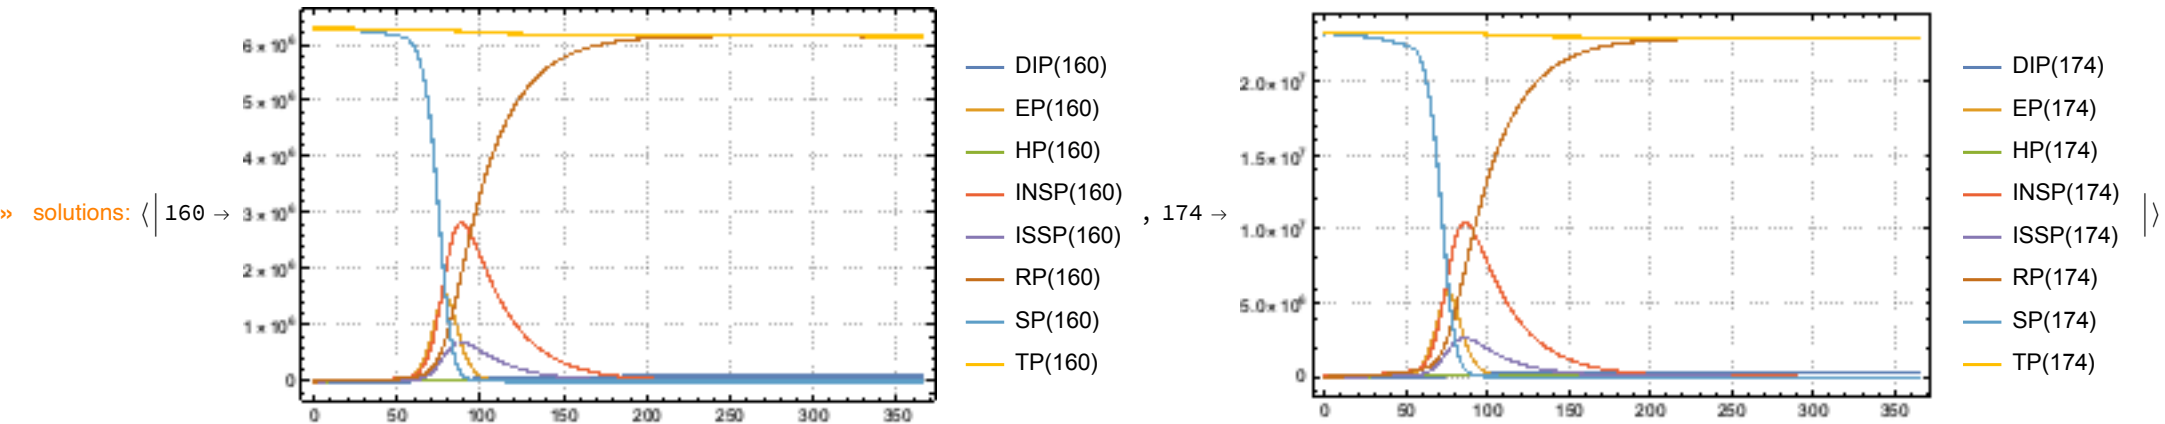 » solutions: ⟨| 160 →
6 × 10⁶
5 × 10⁶
4 × 10⁶
3 × 10⁶
2 × 10⁶
1 × 10⁶
0
0 50 100 150 200 250 300 350
DIP(160)
EP(160)
HP(160)
INSP(160)
ISSP(160)
RP(160)
SP(160)
TP(160)
, 174 →
2.0× 10⁷
1.5× 10⁷
1.0× 10⁷
5.0× 10⁶
0
0 50 100 150 200 250 300 350
DIP(174)
EP(174)
HP(174)
INSP(174)
ISSP(174)
RP(174)
SP(174)
TP(174)
|⟩